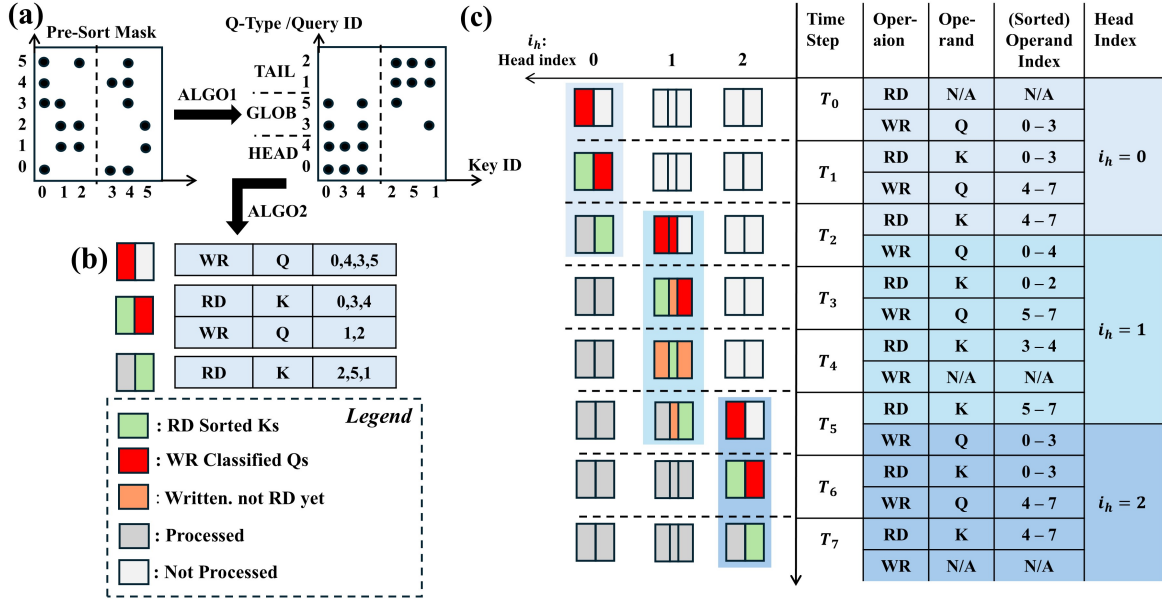 (a)
Pre-Sort Mask
5
4
3
2
1
0
0 1 2 3 4 5
ALGO1
Q-Type /Query ID
TAIL
GLOB
HEAD
2
1
5
3
4
0
0 3 4 2 5 1
Key ID
ALGO2
(b)
WR Q 0,4,3,5
RD K 0,3,4
WR Q 1,2
RD K 2,5,1
Legend
: RD Sorted Ks
: WR Classified Qs
: Written. not RD yet
: Processed
: Not Processed
(c)
i_h:
Head index 0 1 2
Time Step
Oper-aion
Ope-rand
(Sorted) Operand Index
Head Index
T_0 RD N/A N/A
WR Q 0 – 3
T_1 RD K 0 – 3
WR Q 4 – 7
T_2 RD K 4 – 7
i_h = 0
WR Q 0 – 4
T_3 RD K 0 – 2
WR Q 5 – 7
T_4 RD K 3 – 4
WR N/A N/A
T_5 RD K 5 – 7
i_h = 1
WR Q 0 – 3
T_6 RD K 0 – 3
WR Q 4 – 7
T_7 RD K 4 – 7
WR N/A N/A
i_h = 2